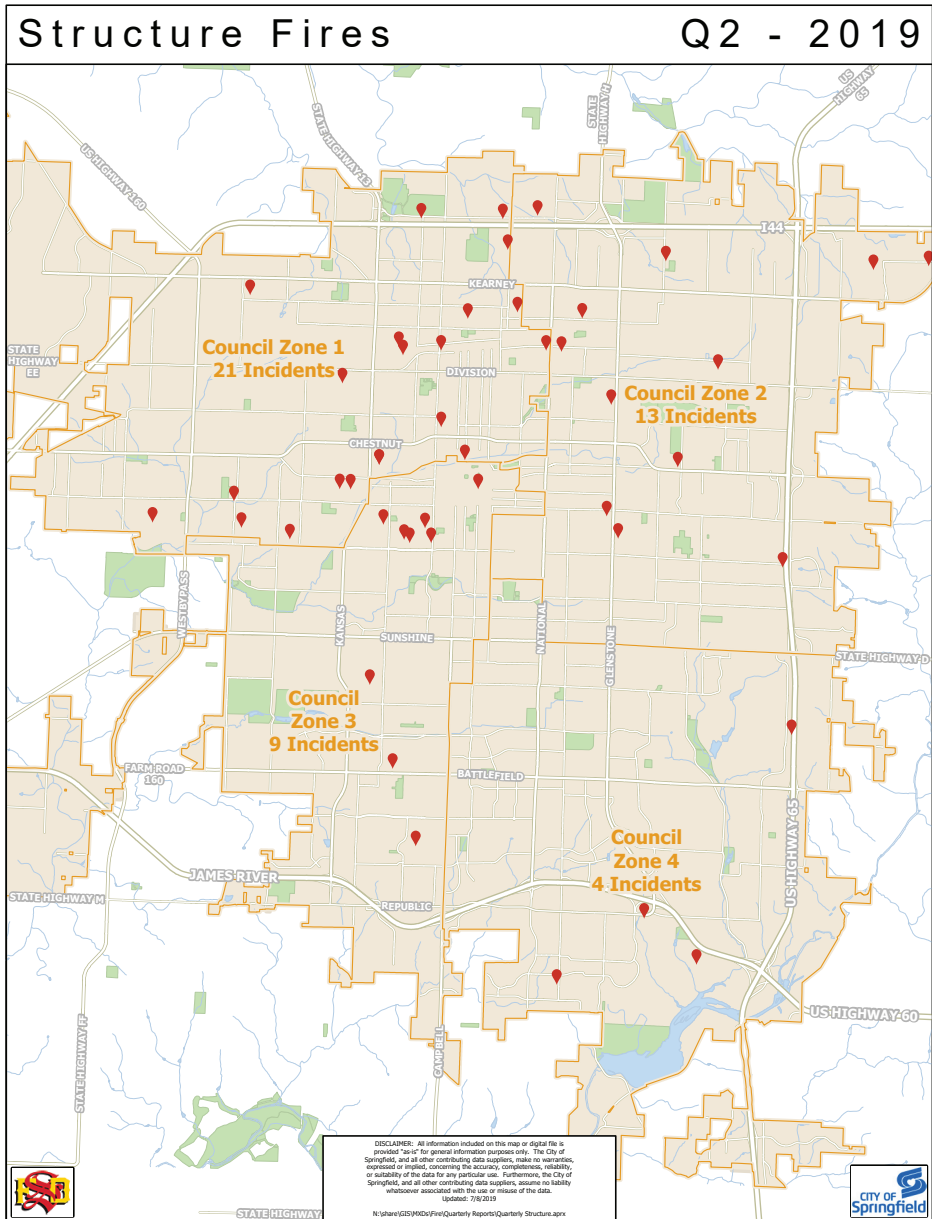 Structure Fires
Q2 - 2019
US HIGHWAY 65
STATE HIGHWAY H
STATE HIGHWAY 13
US HIGHWAY 160
I44
KEARNEY
STATE
HIGHWAY
EE
Council Zone 1
21 Incidents
DIVISION
Council Zone 2
13 Incidents
CHESTNUT
WESTBYPASS
KANSAS
SUNSHINE
NATIONAL
GLENSTONE
STATE HIGHWAY D
Council
Zone 3
9 Incidents
FARM ROAD
160
BATTLEFIELD
US HIGHWAY 65
Council
Zone 4
4 Incidents
JAMES RIVER
STATE HIGHWAY M
REPUBLIC
US HIGHWAY 60
STATE HIGHWAY FF
CAMPBELL
DISCLAIMER: All information included on this map or digital file is
provided "as-is" for general information purposes only. The City of
Springfield, and all other contributing data suppliers, make no warranties,
expressed or implied, concerning the accuracy, completeness, reliability,
or suitability of the data for any particular use. Furthermore, the City of
Springfield, and all other contributing data suppliers, assume no liability
whatsoever associated with the use or misuse of the data.
Updated: 7/8/2019
N:\share\GIS\MXDs\Fire\Quarterly Reports\Quarterly Structure.aprx
STATE HIGHWAY
SFD
CITY OF
Springfield